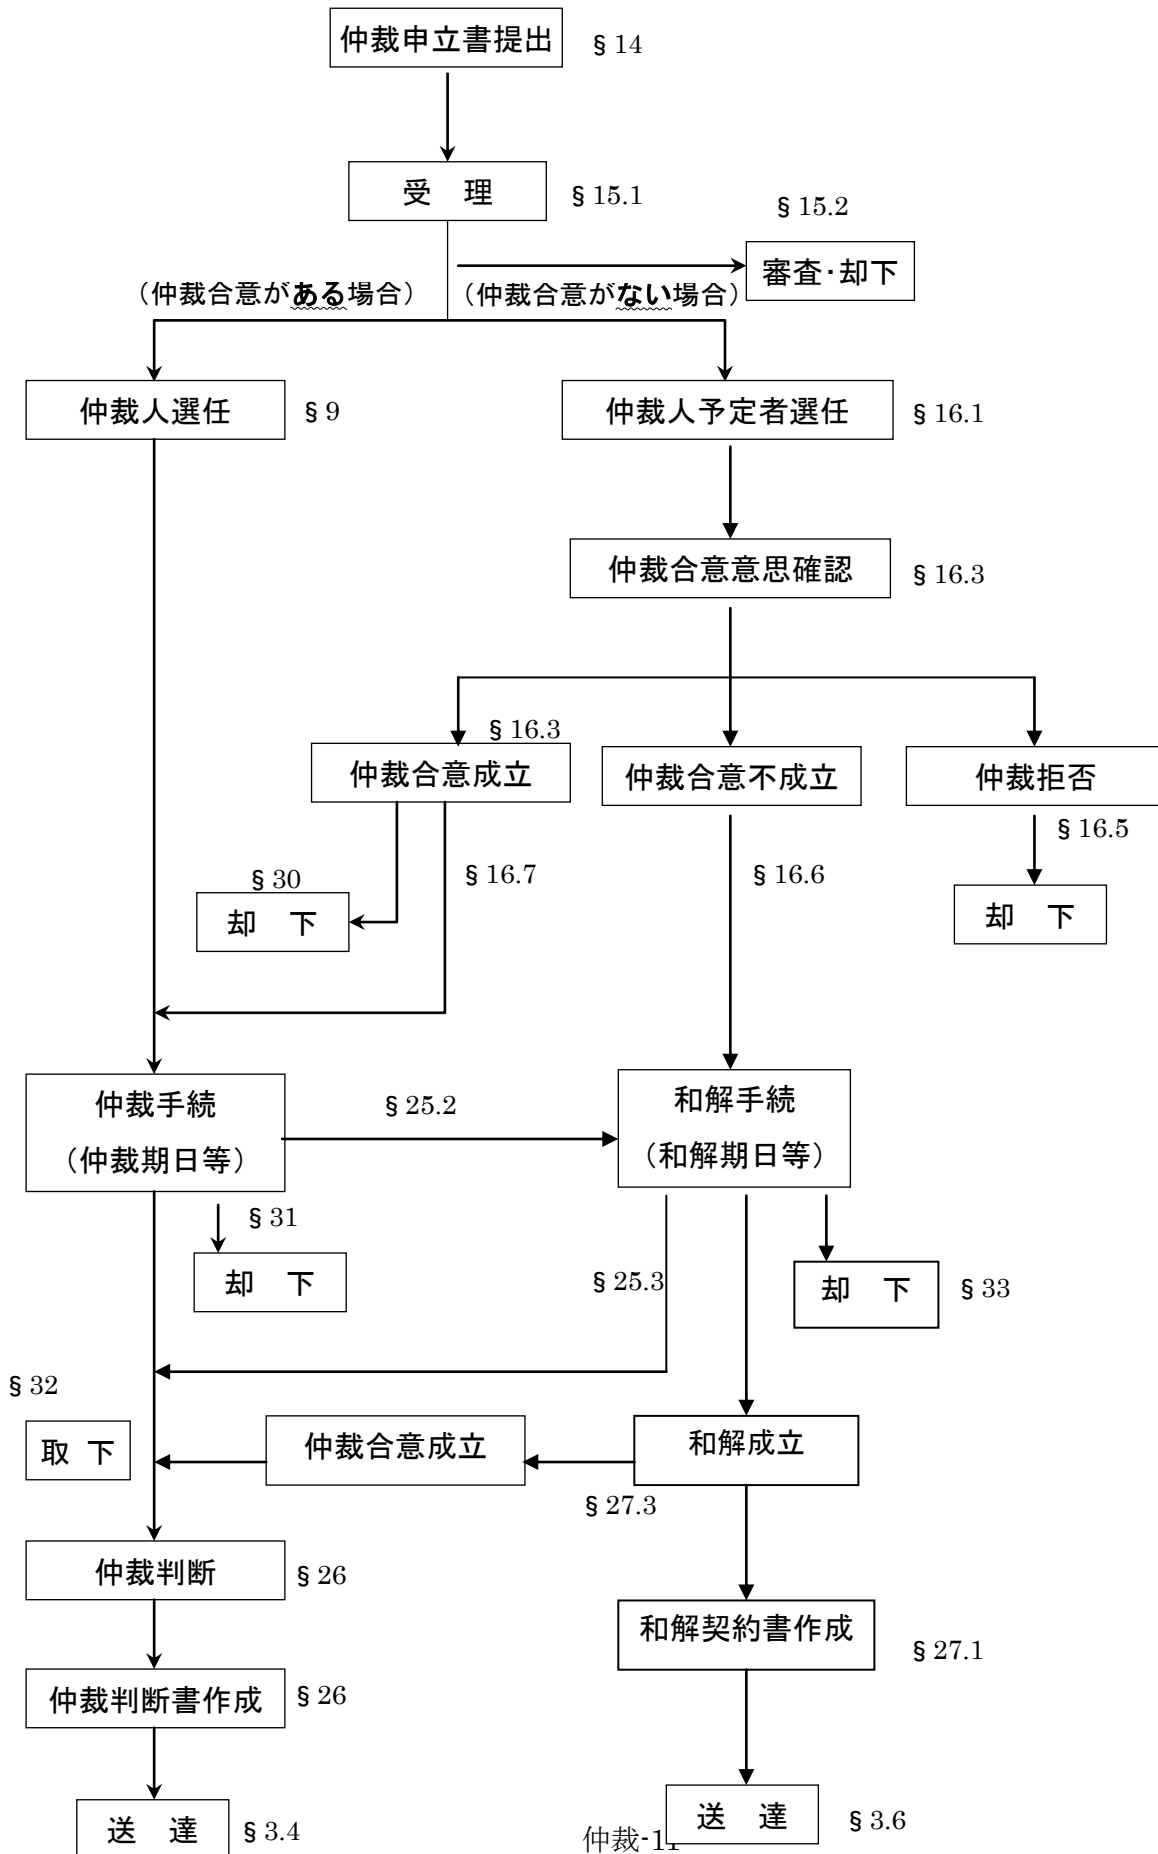 仲裁申立書提出 § 14
受　理 § 15.1
§ 15.2
審査・却下
（仲裁合意がある場合） （仲裁合意がない場合）
仲裁人選任 § 9
仲裁人予定者選任 § 16.1
仲裁合意意思確認 § 16.3
§ 16.3
仲裁合意成立
仲裁合意不成立
仲裁拒否
§ 16.5
§ 30
§ 16.7
§ 16.6
却　下
却　下
仲裁手続
（仲裁期日等）
§ 25.2
和解手続
（和解期日等）
§ 31
却　下
§ 25.3
却　下 § 33
§ 32
取 下
仲裁合意成立
和解成立
§ 27.3
仲裁判断 § 26
和解契約書作成 § 27.1
仲裁判断書作成 § 26
送　達 § 3.4
送　達 § 3.6
仲裁-11